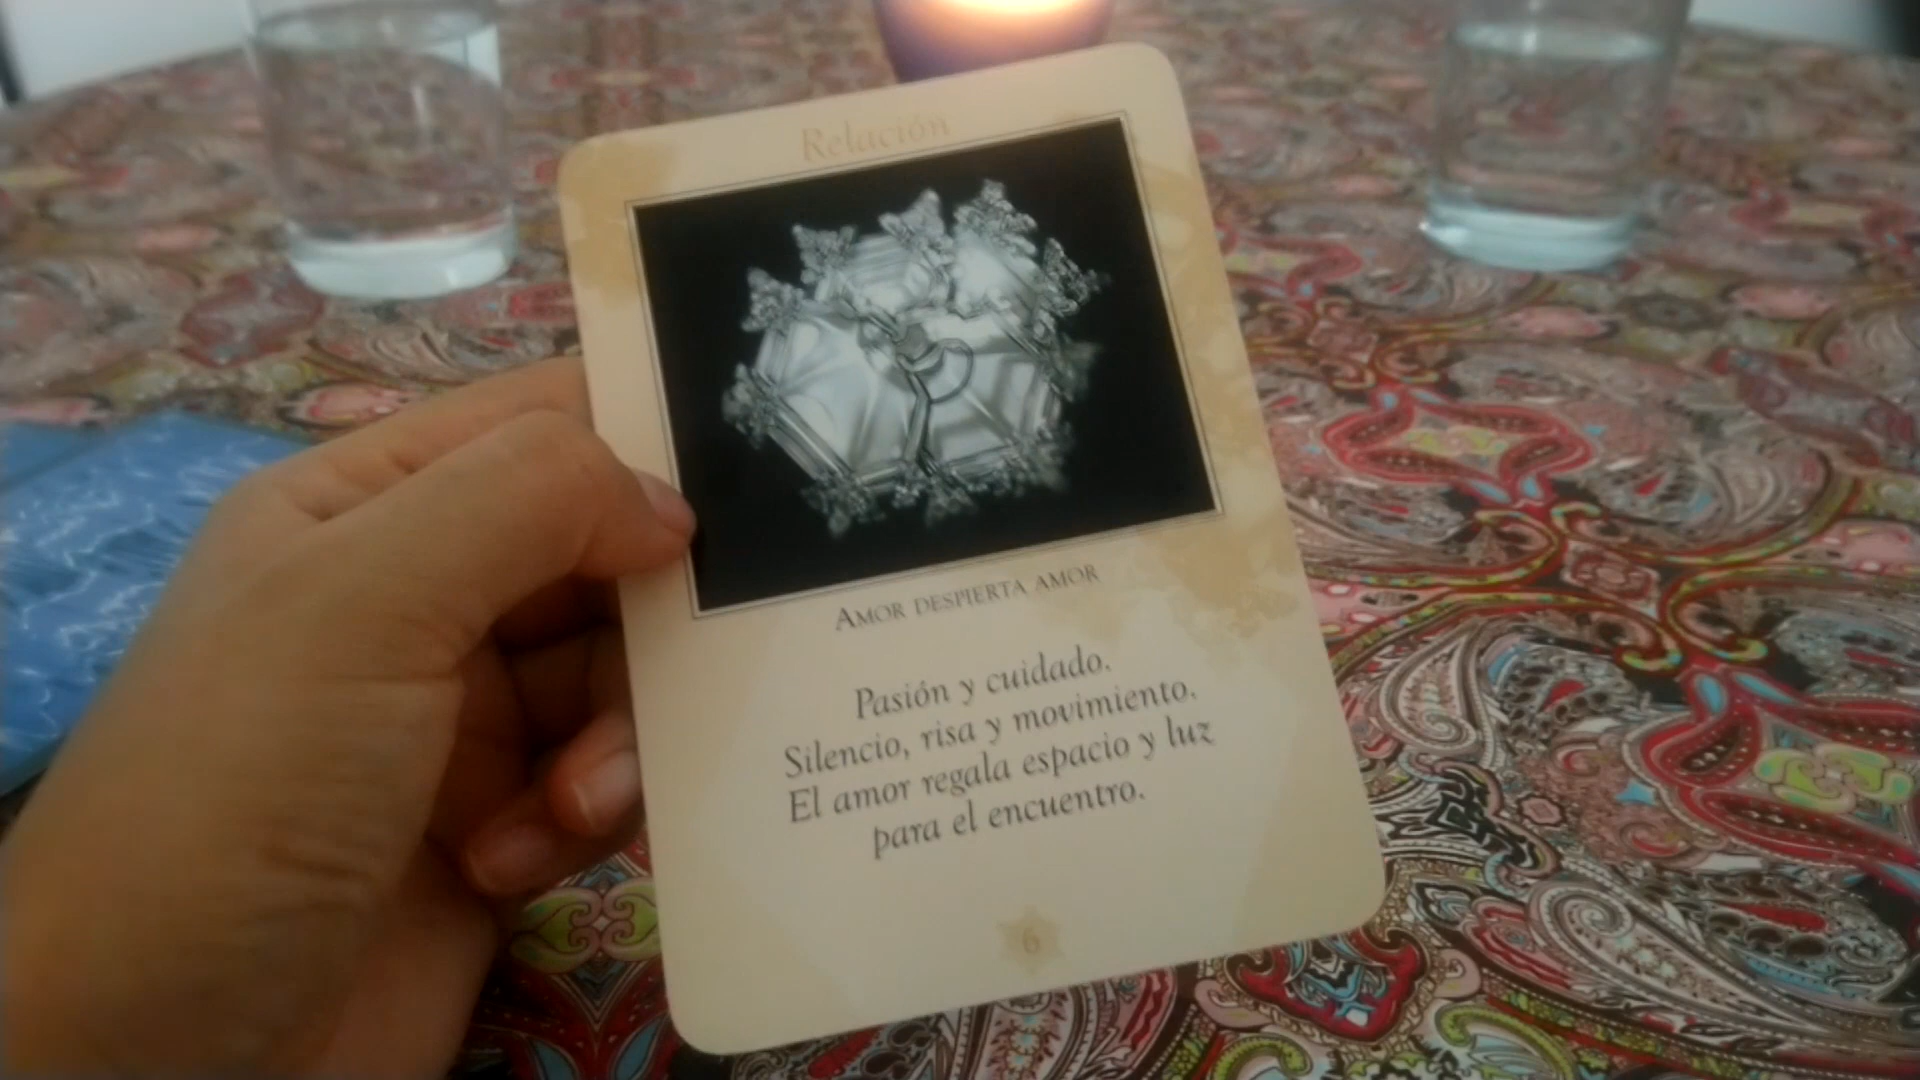 Relación
AMOR DESPIERTA AMOR
Pasión y cuidado.
Silencio, risa y movimiento.
El amor regala espacio y luz
para el encuentro.
6